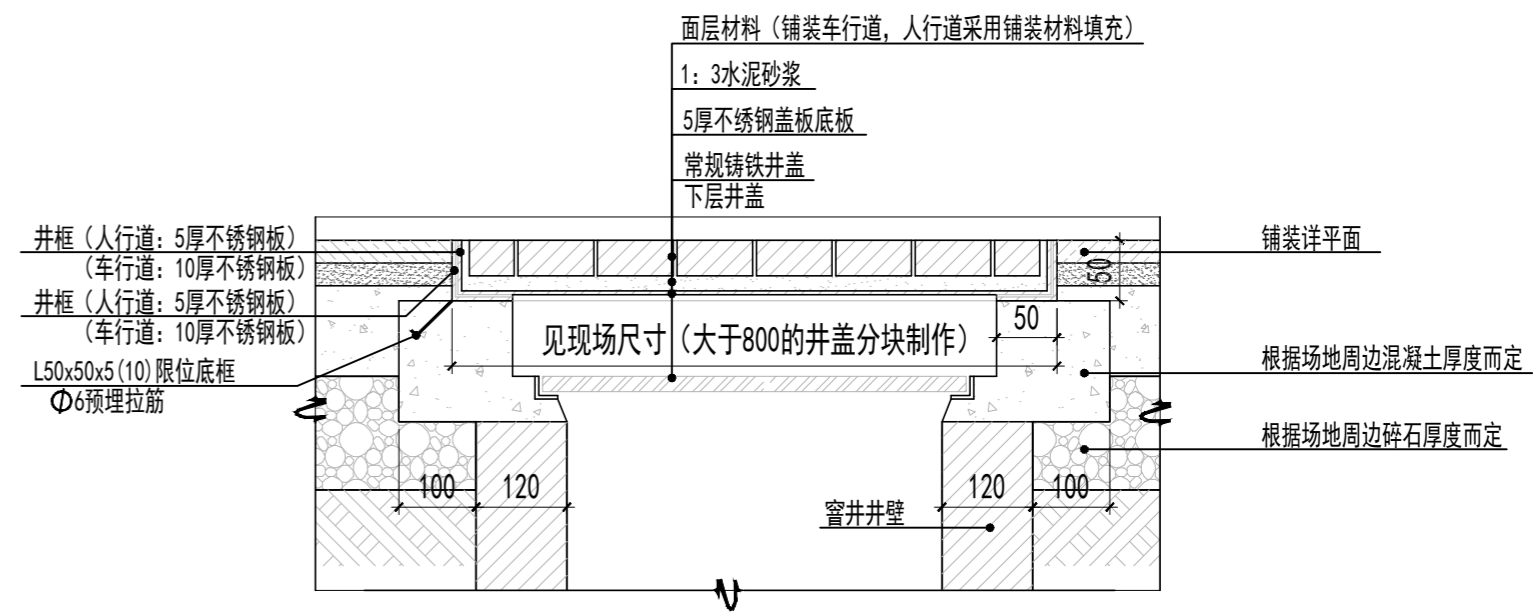 面层材料（铺装车行道，人行道采用铺装材料填充）
1：3水泥砂浆
5厚不绣钢盖板底板
常规铸铁井盖
下层井盖
井框（人行道：5厚不锈钢板）
（车行道：10厚不锈钢板）
井框（人行道：5厚不锈钢板）
（车行道：10厚不锈钢板）
L50x50x5(10)限位底框
Φ6预埋拉筋
铺装详平面
50
50
见现场尺寸（大于800的井盖分块制作）
根据场地周边混凝土厚度而定
根据场地周边碎石厚度而定
100
120
窨井井壁
120
100